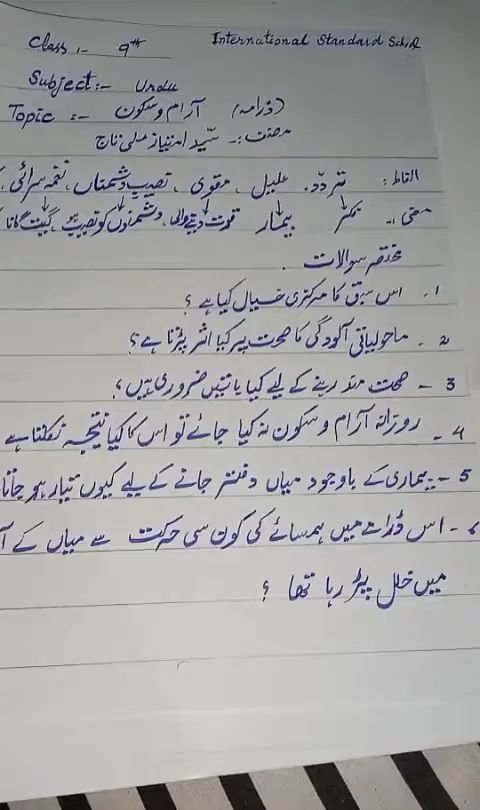 International Standard School
Class :- 9th
Subject :- Urdu
Topic :- آرام و سکون (ڈرامہ)
مصنف :- سیّد امتیاز علی تاج
الفاظ : تردّد، علیل، مقوی، نصیبِ دشمناں، نغمہ سرائی،
معنی :- فکر بیمار قوت دینے والی، دشمنوں کو نصیب ہو، گیت گانا
مختصر سوالات ۔
1. اس سبق کا مرکزی خیال کیا ہے ؟
2 ۔ ماحولیاتی آلودگی کا صحت پر کیا اثر پڑتا ہے ؟
3 ۔ صحت مند رہنے کے لیے کیا باتیں ضروری ہیں ؟
4 ۔ روزانہ آرام و سکون نہ کیا جائے تو اس کا کیا نتیجہ نکلتا ہے
5 ۔ بیماری کے باوجود میاں دفتر جانے کے لیے کیوں تیار ہو جاتا
6 ۔ اس ڈرامے میں ہمسائے کی کون سی حرکت سے میاں کے
میں خلل پڑ رہا تھا ؟